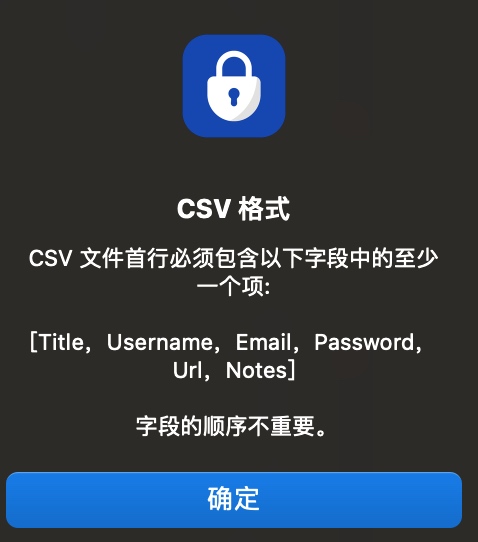 CSV 格式
CSV 文件首行必须包含以下字段中的至少
一个项:
[Title，Username，Email，Password，
Url，Notes]
字段的顺序不重要。
确定